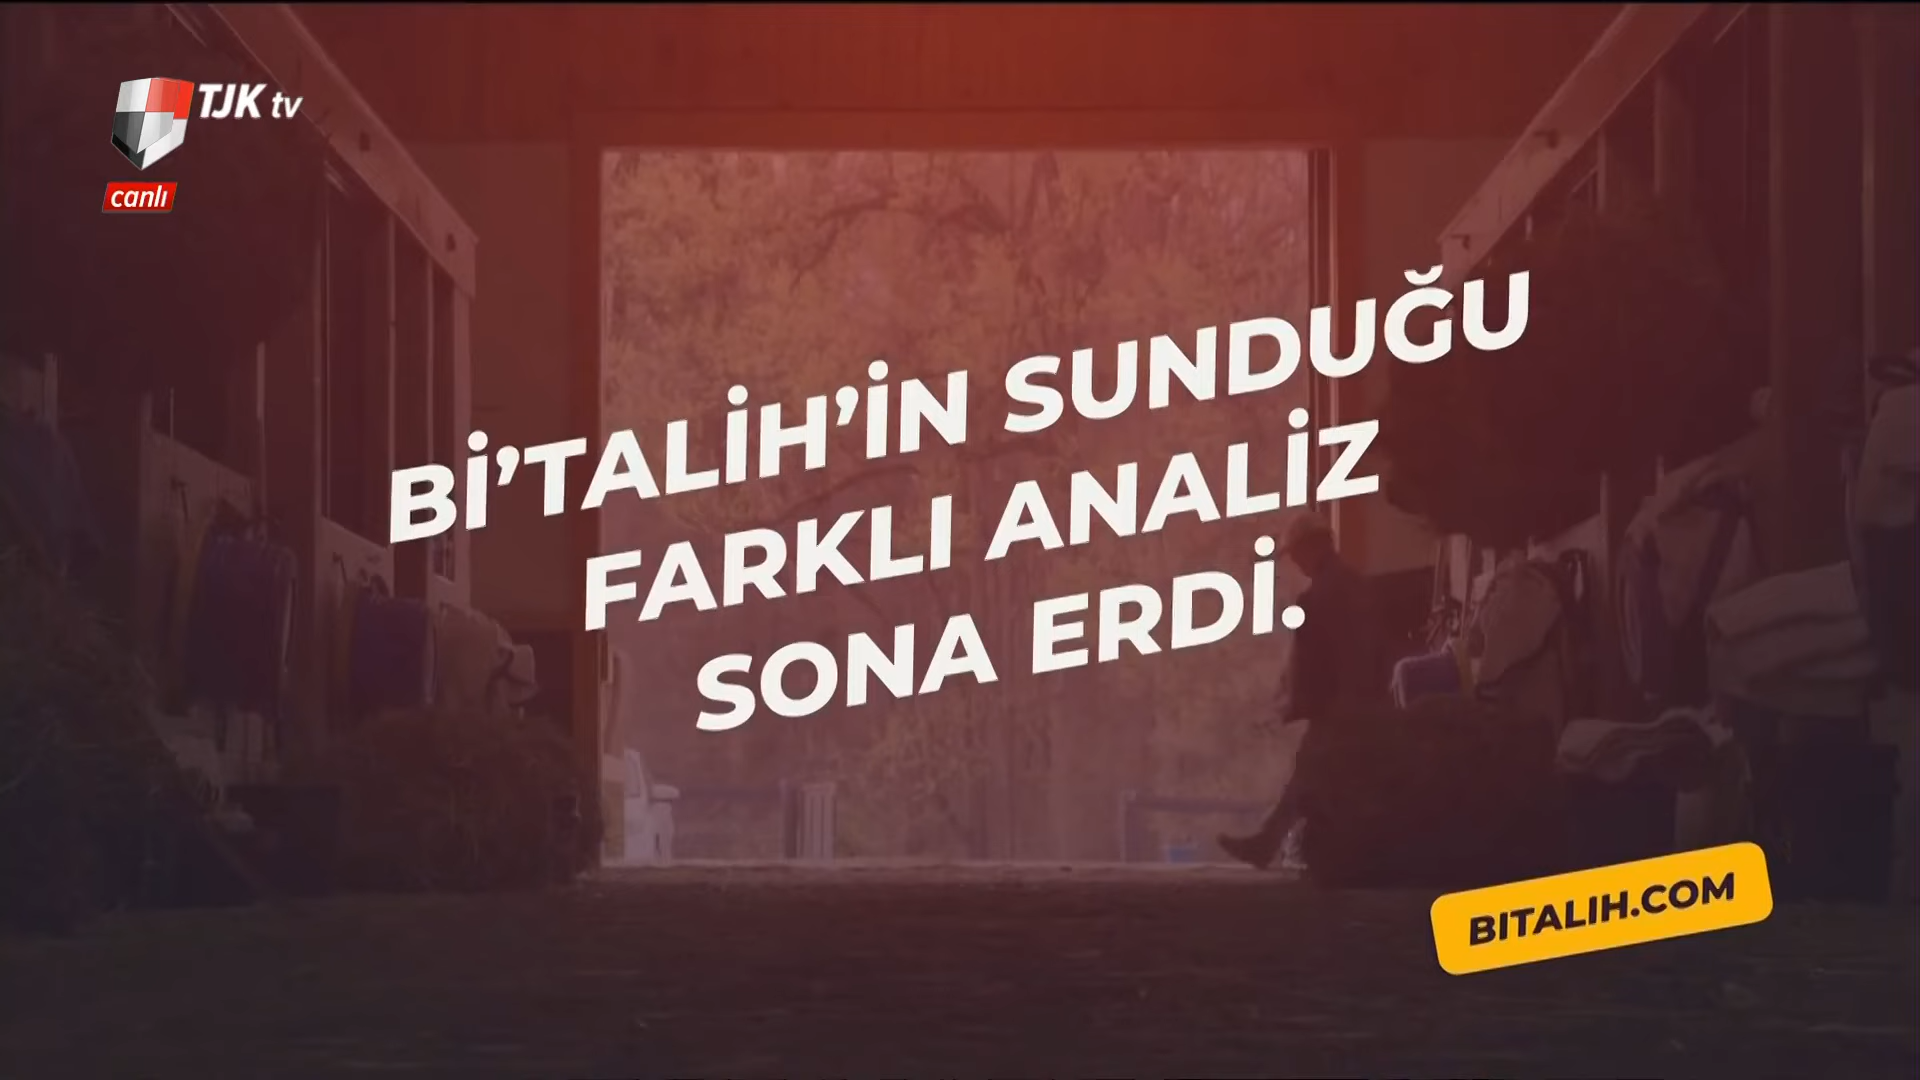 TJK tv
canlı
Bİ’TALİH’İN SUNDUĞU
FARKLI ANALİZ
SONA ERDİ.
BITALIH.COM